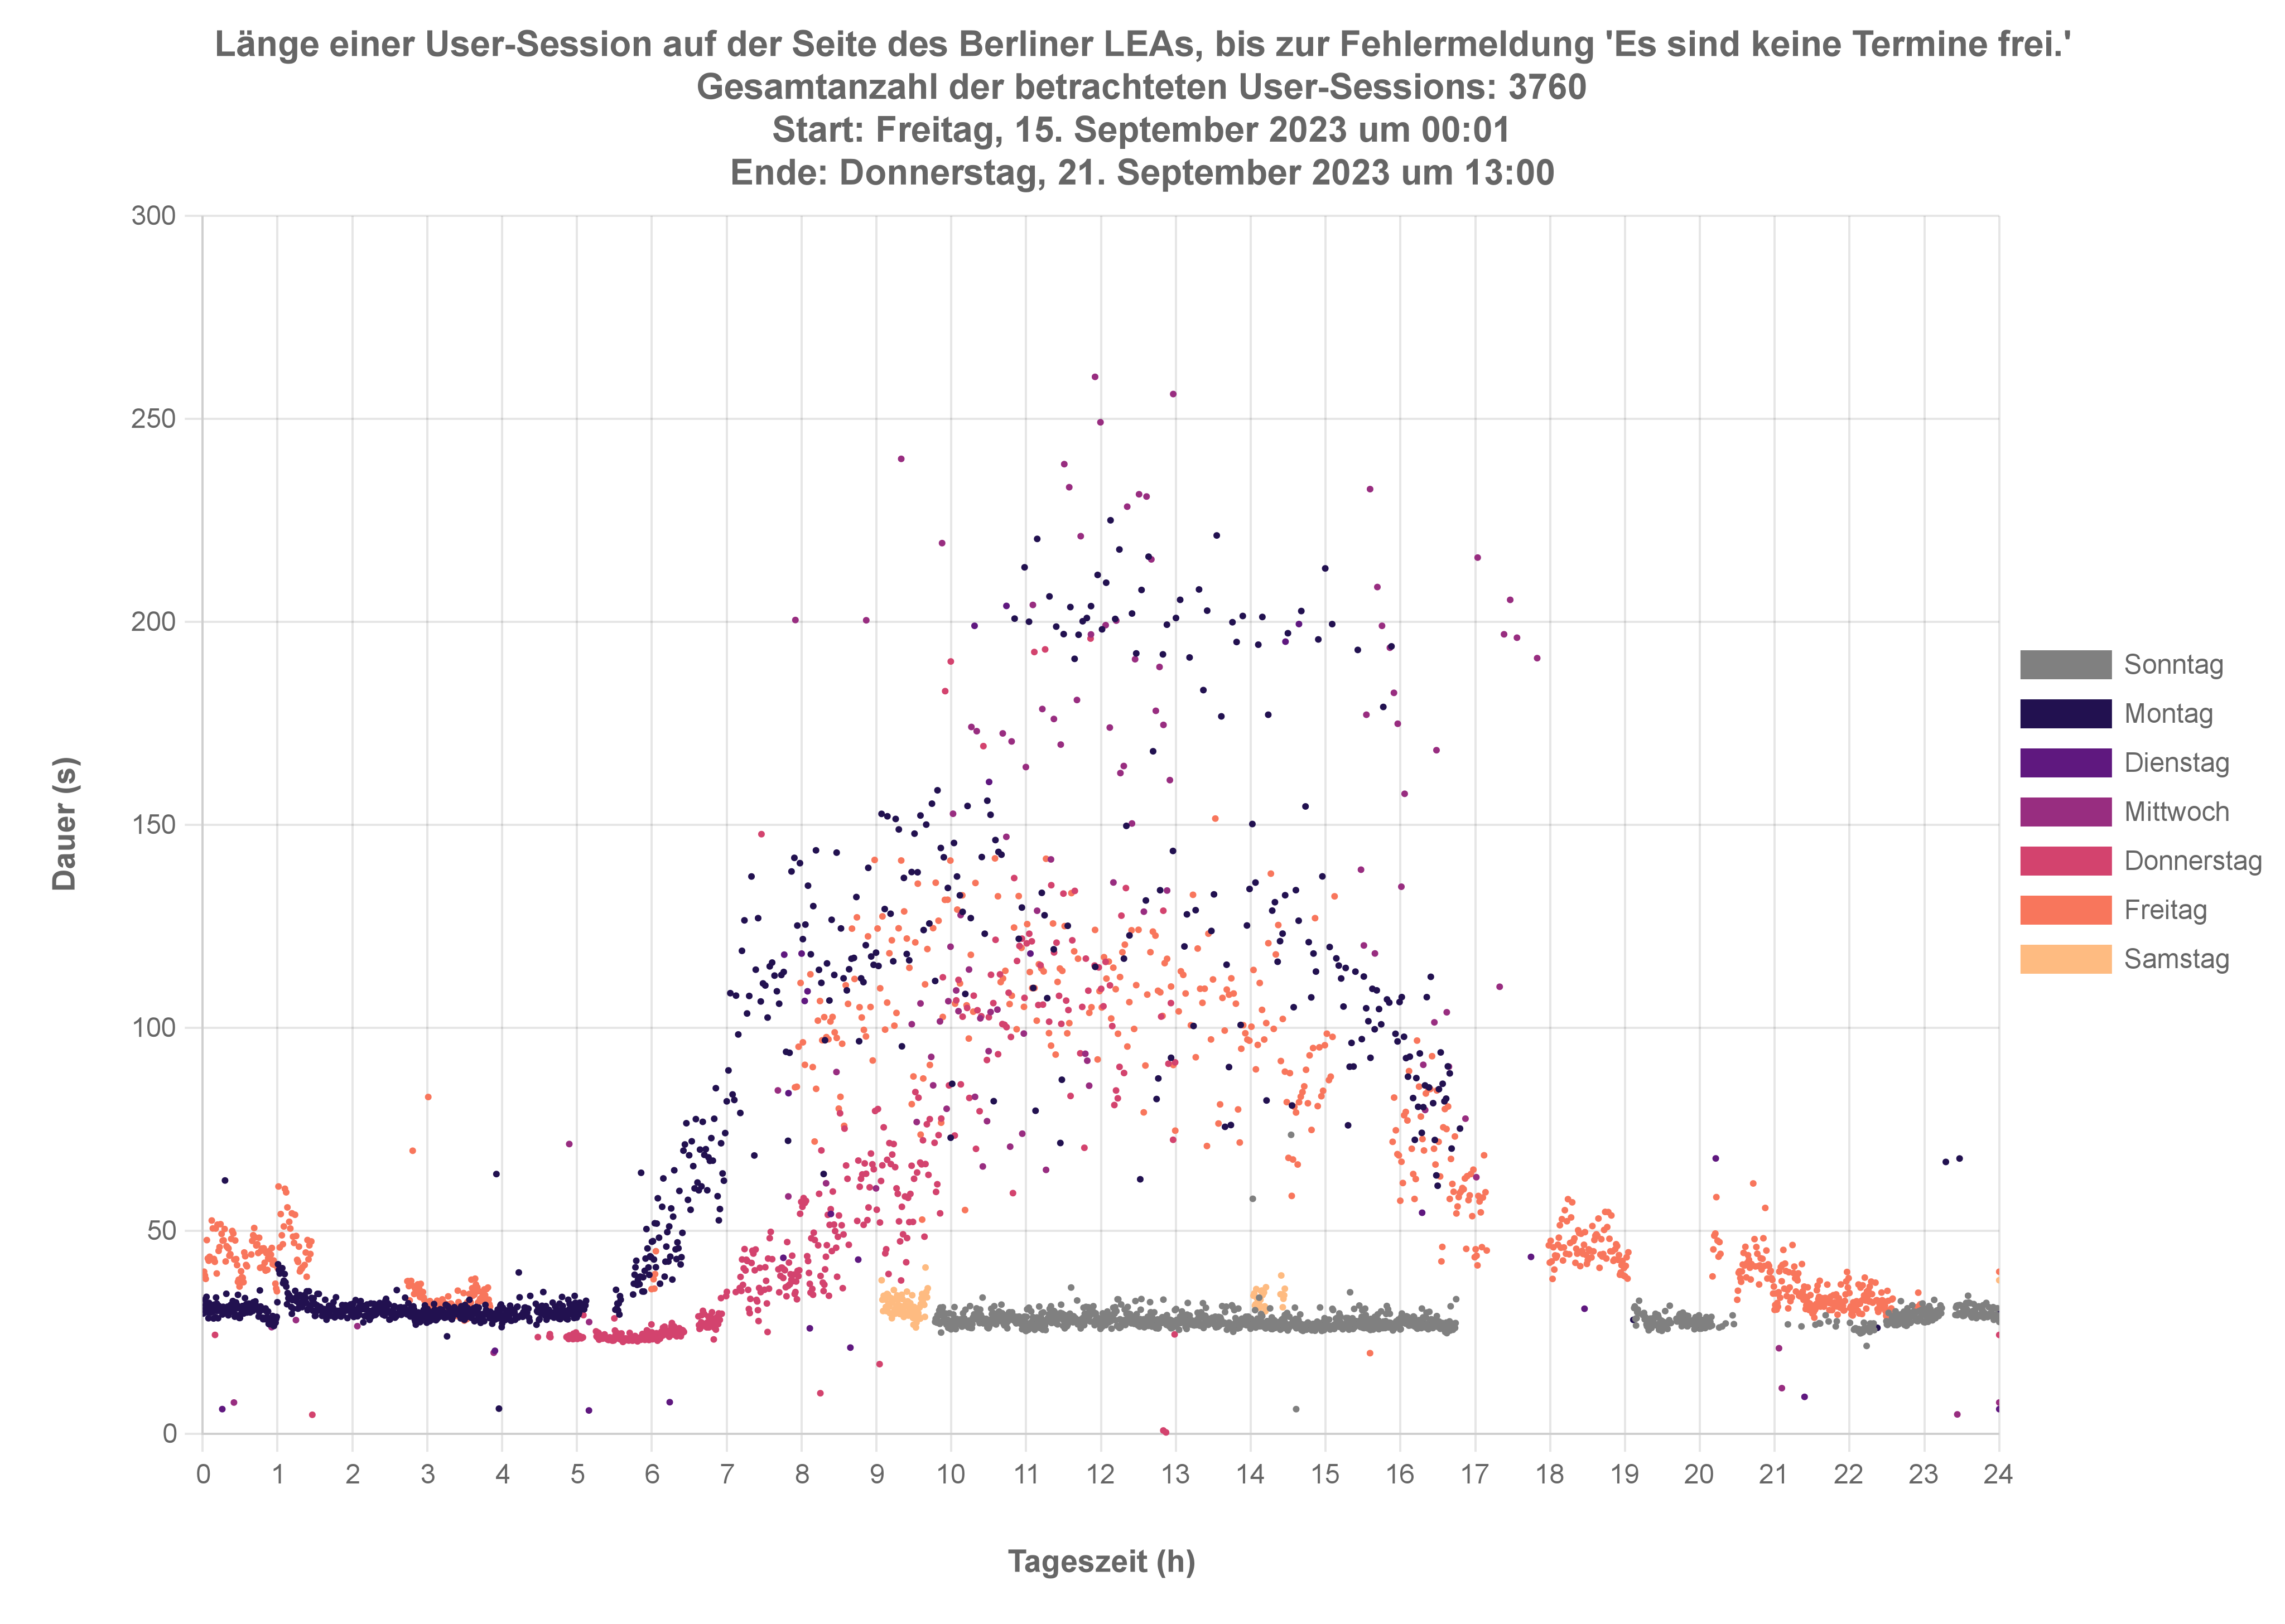 Länge einer User-Session auf der Seite des Berliner LEAs, bis zur Fehlermeldung 'Es sind keine Termine frei.'
Gesamtanzahl der betrachteten User-Sessions: 3760
Start: Freitag, 15. September 2023 um 00:01
Ende: Donnerstag, 21. September 2023 um 13:00
300
250
200
150
100
50
0
Dauer (s)
0 1 2 3 4 5 6 7 8 9 10 11 12 13 14 15 16 17 18 19 20 21 22 23 24
Tageszeit (h)
Sonntag
Montag
Dienstag
Mittwoch
Donnerstag
Freitag
Samstag